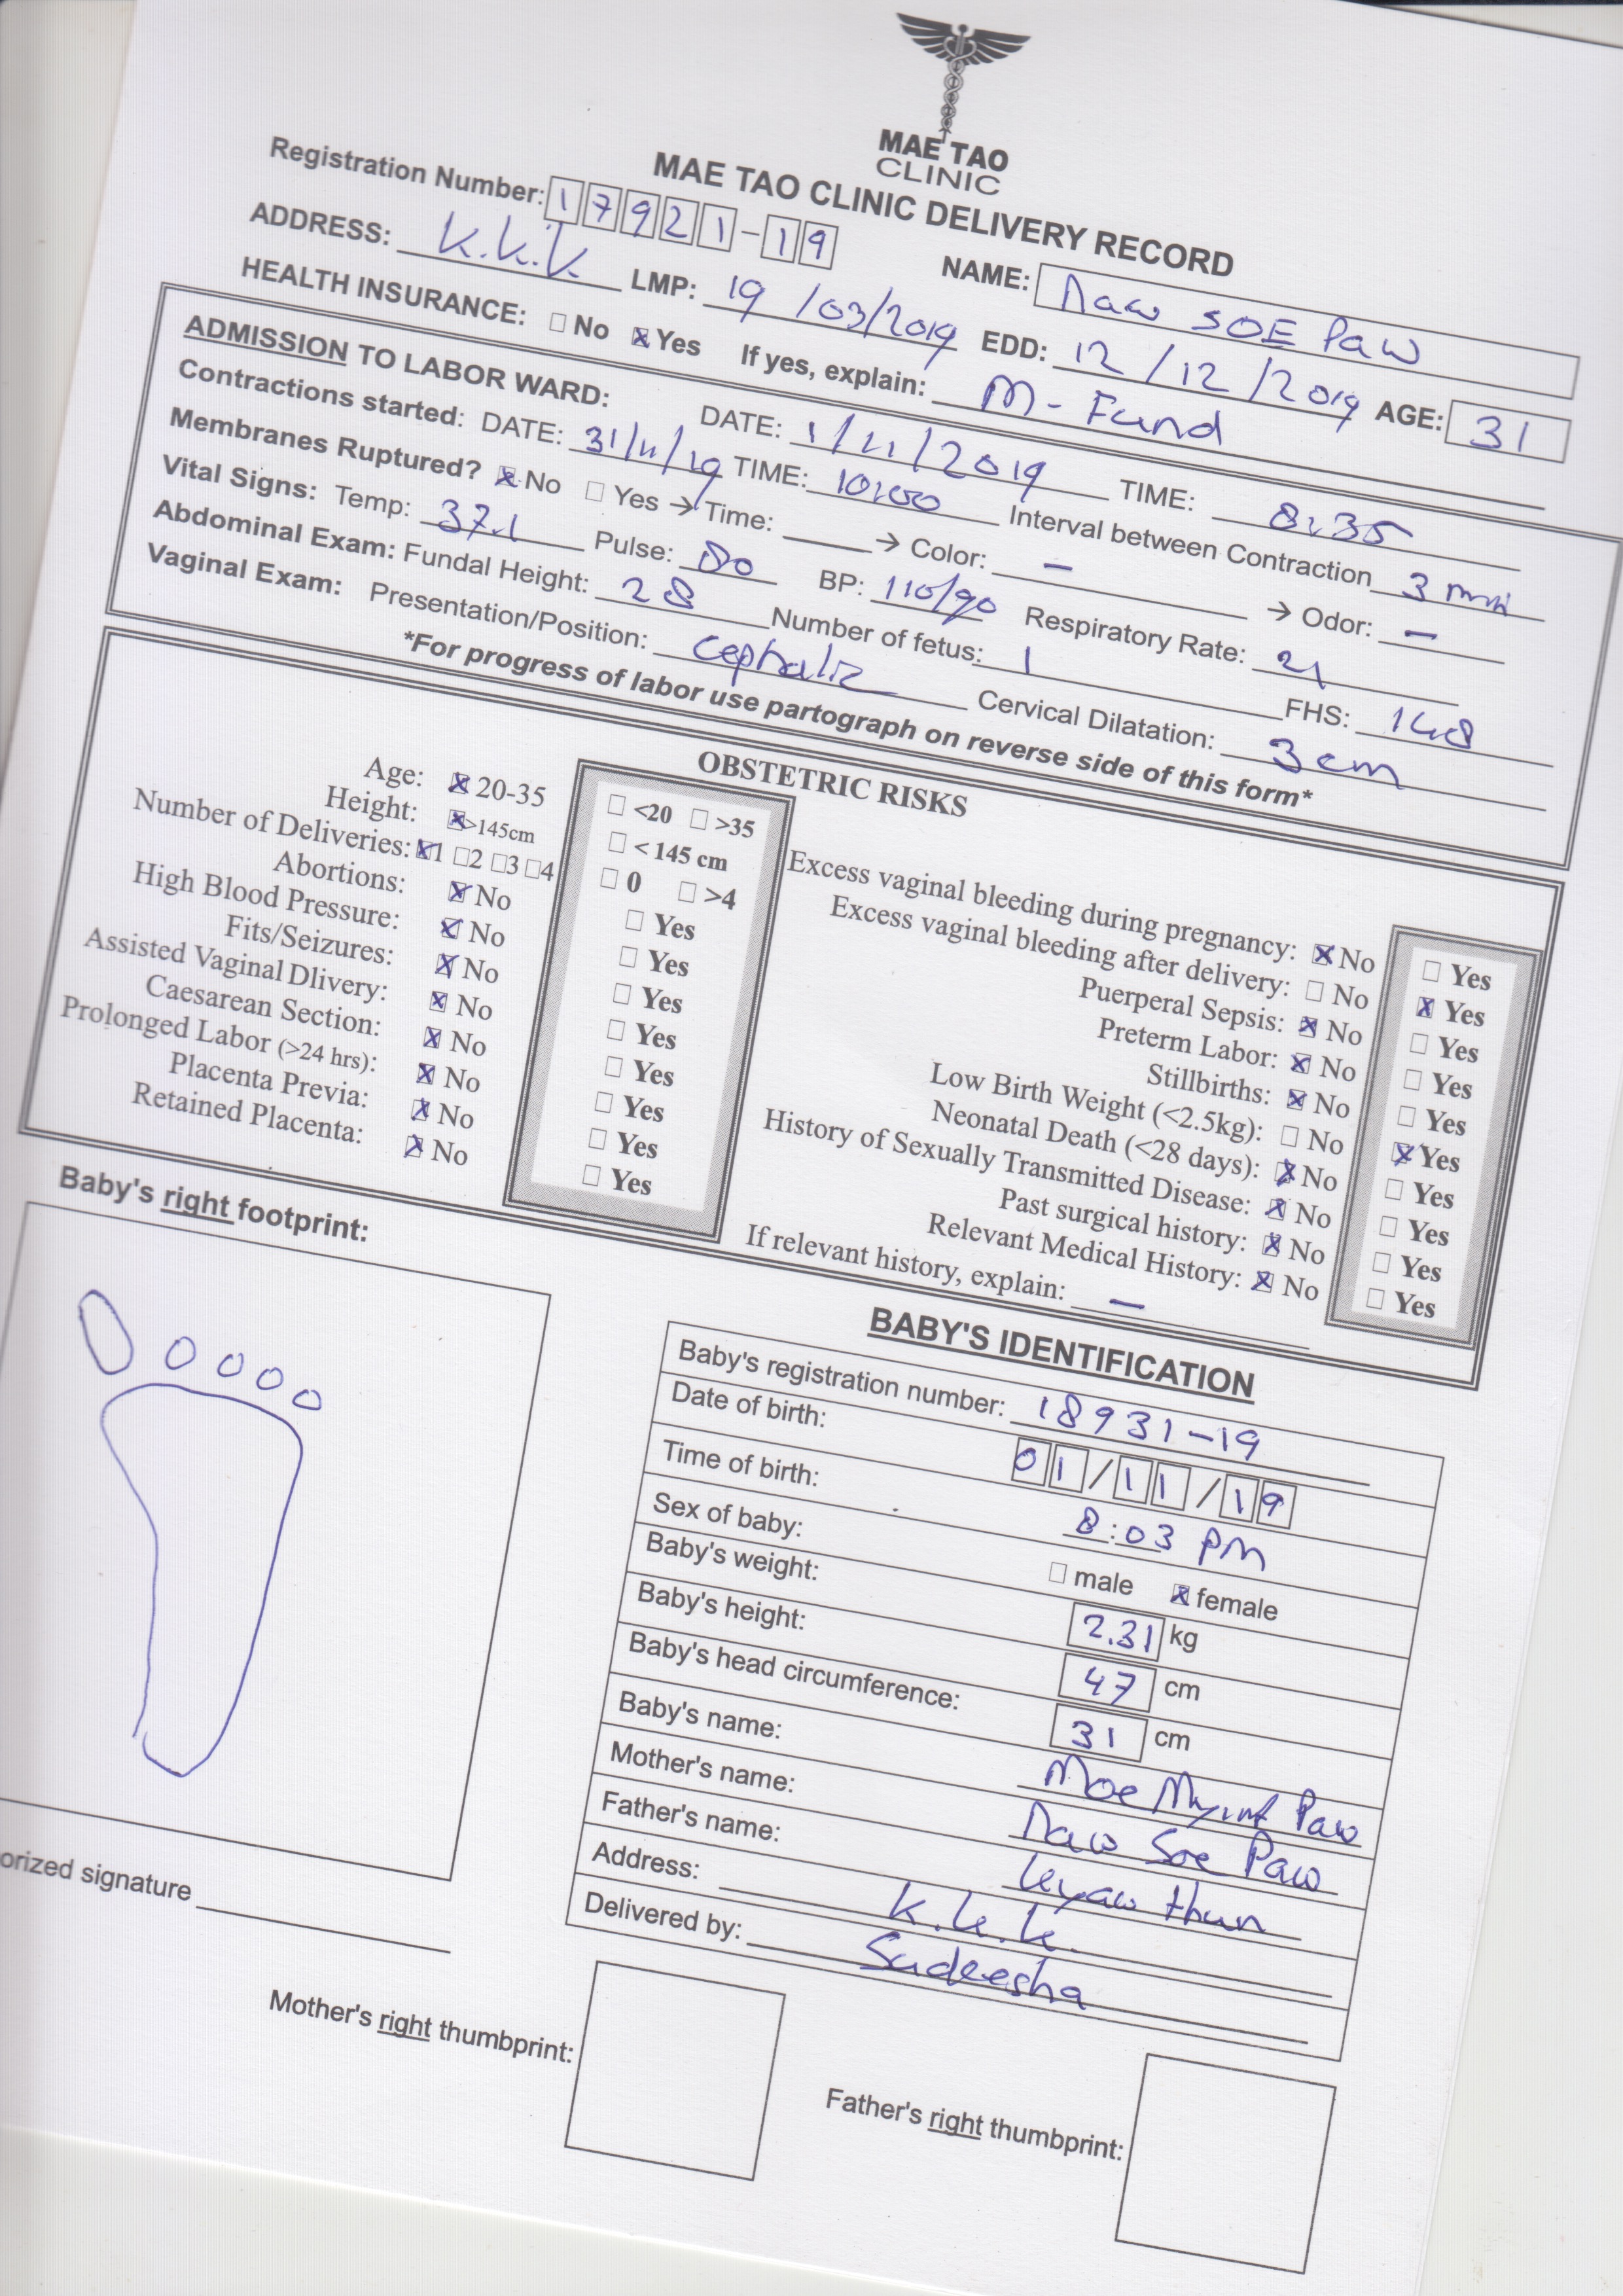 MAE TAO
CLINIC
MAE TAO CLINIC DELIVERY RECORD
Registration Number: 17921-19 NAME: Naw SOE Paw
ADDRESS: K.K.K. LMP: 19 /03/2019 EDD: 12 /12 /2019 AGE: 31
HEALTH INSURANCE: ☐ No ☒ Yes If yes, explain: M - Fund
ADMISSION TO LABOR WARD: DATE: 1/11/2019 TIME: 8:35
Contractions started: DATE: 31/11/19 TIME: 10:00 Interval between Contraction 3 min
Membranes Ruptured? ☒ No ☐ Yes → Time: → Color: – → Odor: –
Vital Signs: Temp: 37.1 Pulse: 80 BP: 110/90 Respiratory Rate: 21
Abdominal Exam: Fundal Height: 28 Number of fetus: 1 FHS: 148
Vaginal Exam: Presentation/Position: Cephalic Cervical Dilatation: 3 cm
*For progress of labor use partograph on reverse side of this form*
OBSTETRIC RISKS
Age: ☒ 20-35 ☐ <20 ☐ >35
Height: ☒ >145cm ☐ < 145 cm
Number of Deliveries: ☒1 ☐2 ☐3 ☐4 ☐ 0 ☐ >4
Abortions: ☒ No ☐ Yes
High Blood Pressure: ☒ No ☐ Yes
Fits/Seizures: ☒ No ☐ Yes
Assisted Vaginal Dlivery: ☒ No ☐ Yes
Caesarean Section: ☒ No ☐ Yes
Prolonged Labor (>24 hrs): ☒ No ☐ Yes
Placenta Previa: ☒ No ☐ Yes
Retained Placenta: ☒ No ☐ Yes
Excess vaginal bleeding during pregnancy: ☒ No ☐ Yes
Excess vaginal bleeding after delivery: ☐ No ☒ Yes
Puerperal Sepsis: ☒ No ☐ Yes
Preterm Labor: ☒ No ☐ Yes
Stillbirths: ☒ No ☐ Yes
Low Birth Weight (<2.5kg): ☐ No ☒ Yes
Neonatal Death (<28 days): ☒ No ☐ Yes
History of Sexually Transmitted Disease: ☒ No ☐ Yes
Past surgical history: ☒ No ☐ Yes
Relevant Medical History: ☒ No ☐ Yes
If relevant history, explain: –
Baby's right footprint:
BABY'S IDENTIFICATION
Baby's registration number: 18931-19
Date of birth: 01/11/19
Time of birth: 8:03 PM
Sex of baby: ☐ male ☒ female
Baby's weight: 2.31 kg
Baby's height: 47 cm
Baby's head circumference: 31 cm
Baby's name: Moe Myint Paw
Mother's name: Naw Soe Paw
Father's name: Kyaw thun
Address: K.K.K.
Delivered by: Sudeesha
orized signature
Mother's right thumbprint:
Father's right thumbprint: